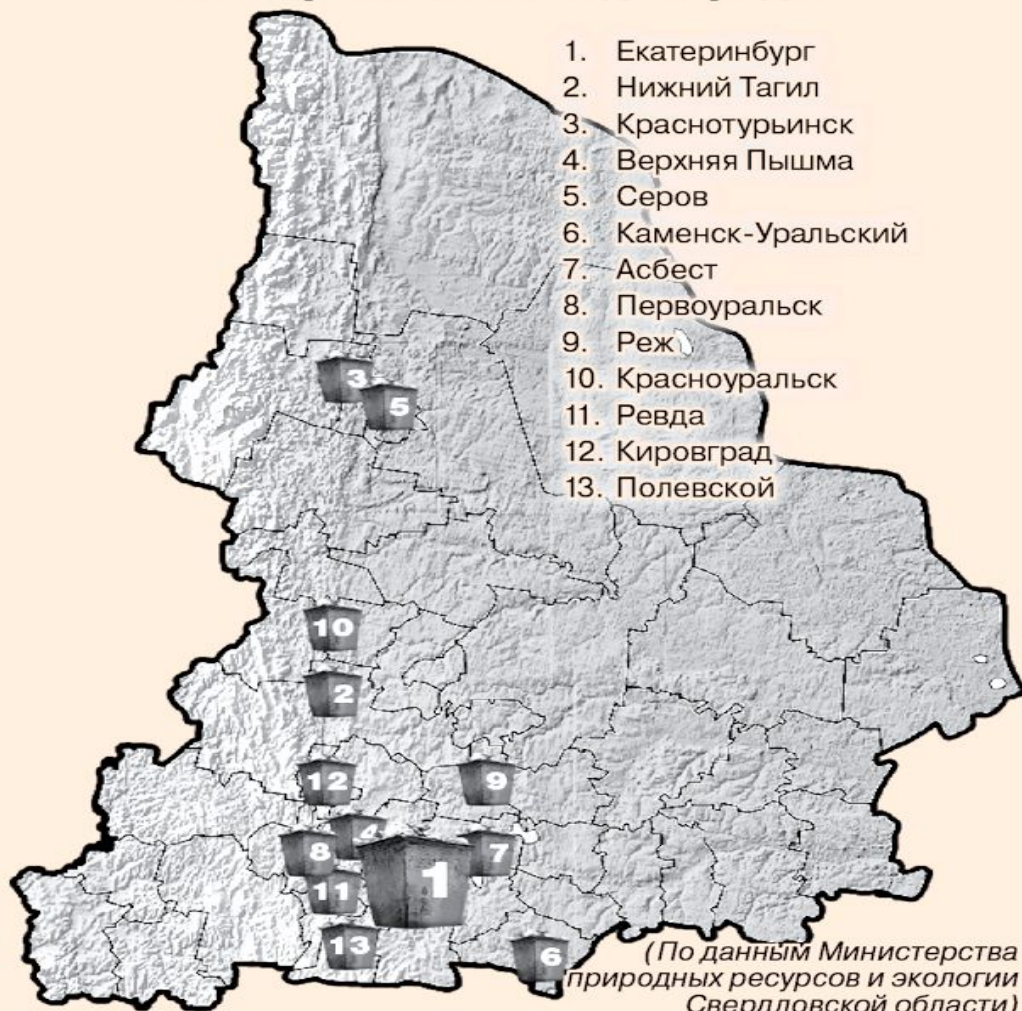 1. Екатеринбург
2. Нижний Тагил
3. Краснотурьинск
4. Верхняя Пышма
5. Серов
6. Каменск-Уральский
7. Асбест
8. Первоуральск
9. Реж
10. Красноуральск
11. Ревда
12. Кировград
13. Полевской
3
5
10
2
12
9
4
8
7
1
11
13
6
(По данным Министерства
природных ресурсов и экологии
Свердловской области)